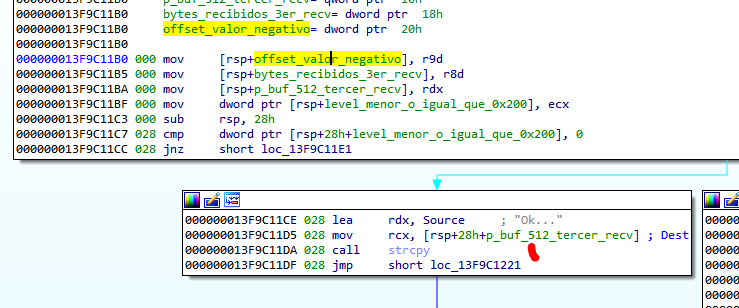 000000013F9C11B0 p_buf_512_tercer_recv= qword ptr  10h
000000013F9C11B0 bytes_recibidos_3er_recv= dword ptr  18h
000000013F9C11B0 offset_valor_negativo= dword ptr  20h
000000013F9C11B0
000000013F9C11B0 000 mov     [rsp+offset_valor_negativo], r9d
000000013F9C11B5 000 mov     [rsp+bytes_recibidos_3er_recv], r8d
000000013F9C11BA 000 mov     [rsp+p_buf_512_tercer_recv], rdx
000000013F9C11BF 000 mov     dword ptr [rsp+level_menor_o_igual_que_0x200], ecx
000000013F9C11C3 000 sub     rsp, 28h
000000013F9C11C7 028 cmp     dword ptr [rsp+28h+level_menor_o_igual_que_0x200], 0
000000013F9C11CC 028 jnz     short loc_13F9C11E1
000000013F9C11CE 028 lea     rdx, Source     ; "Ok..."
000000013F9C11D5 028 mov     rcx, [rsp+28h+p_buf_512_tercer_recv] ; Dest
000000013F9C11DA 028 call    strcpy
000000013F9C11DF 028 jmp     short loc_13F9C1221